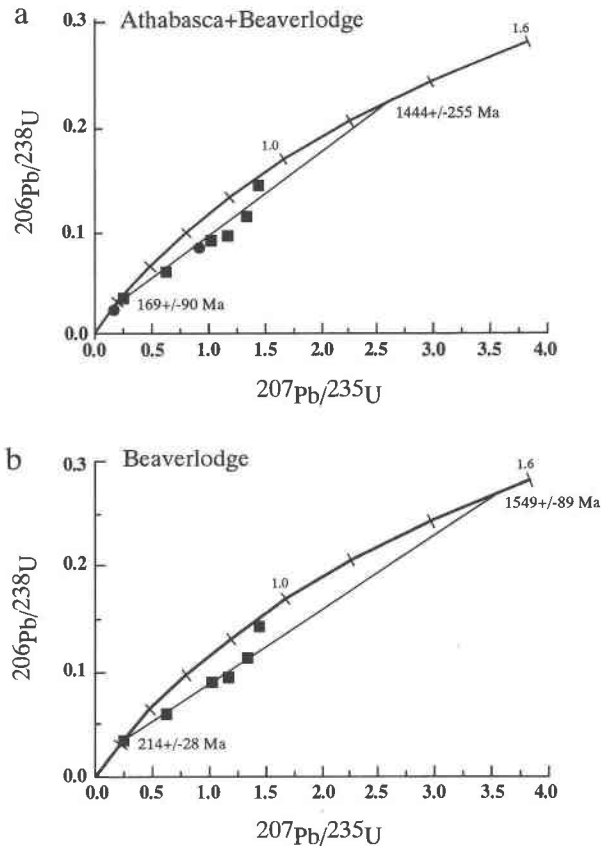 a
Athabasca+Beaverlodge
0.3
1.6
1444+/-255 Ma
0.2
1.0
206Pb/238U
0.1
169+/-90 Ma
0.0
0.0 0.5 1.0 1.5 2.0 2.5 3.0 3.5 4.0
207Pb/235U
b
Beaverlodge
0.3
1.6
1549+/-89 Ma
0.2
1.0
206Pb/238U
0.1
214+/-28 Ma
0.0
0.0 0.5 1.0 1.5 2.0 2.5 3.0 3.5 4.0
207Pb/235U